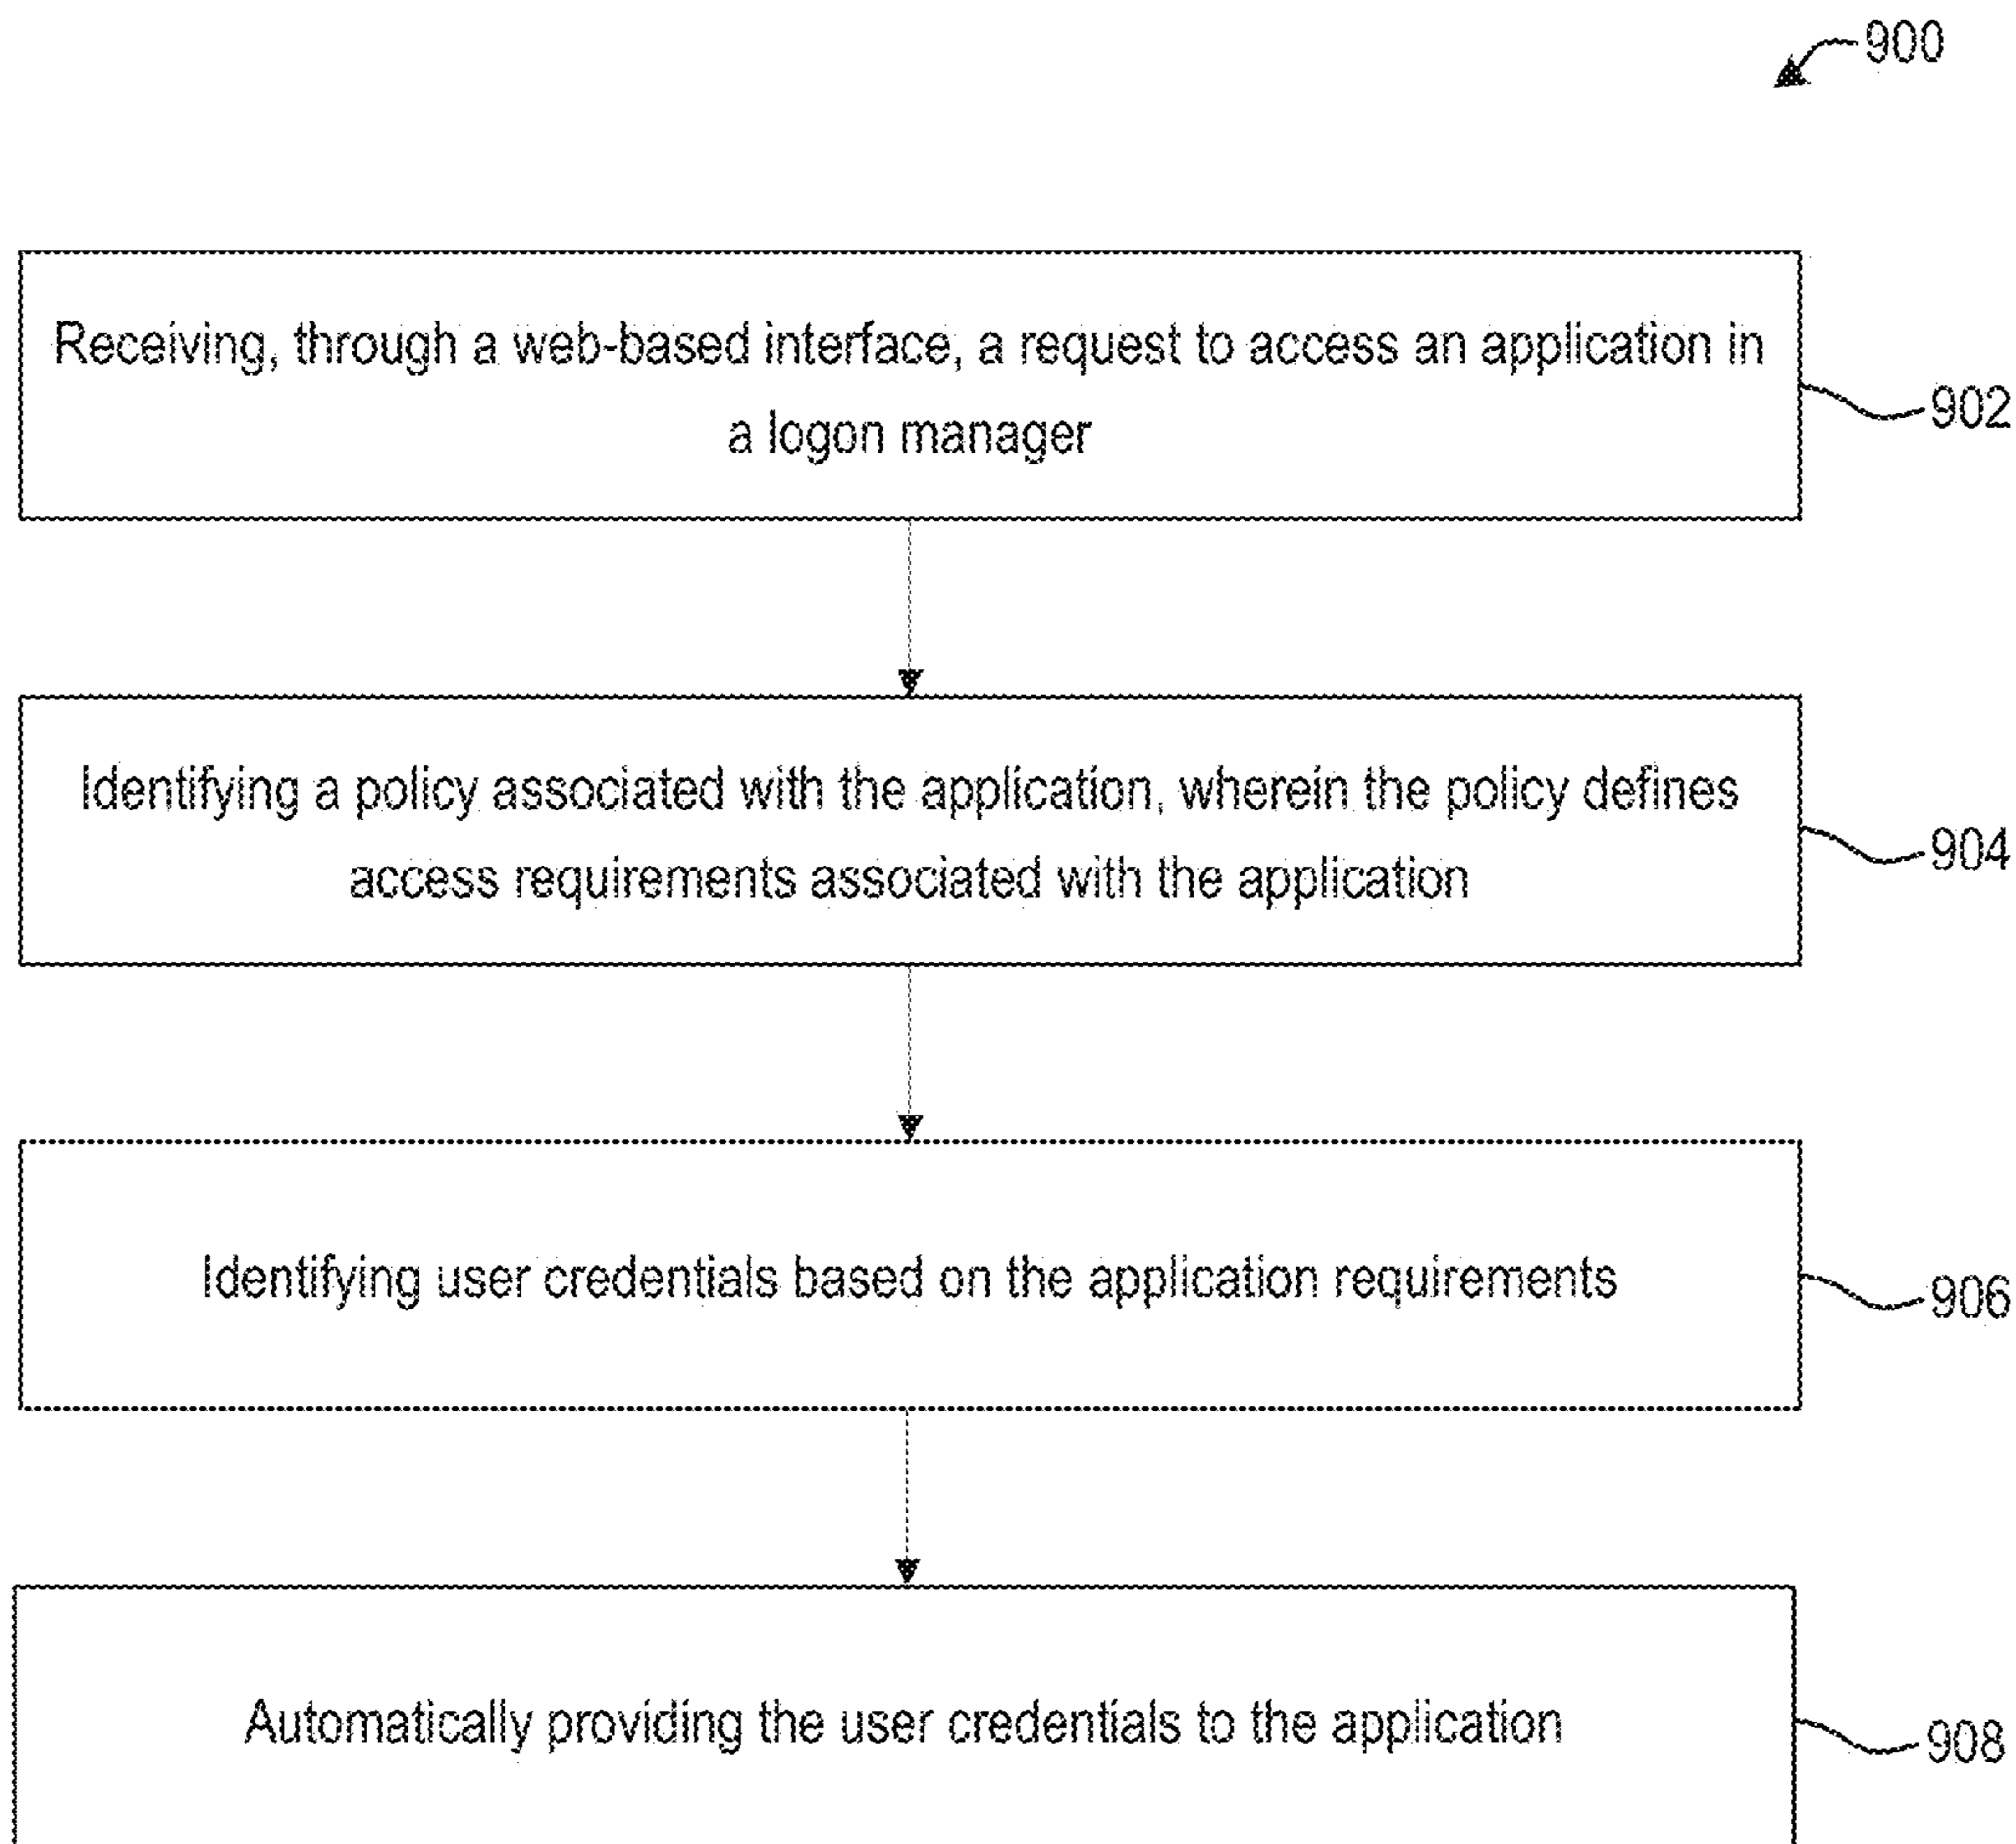 900
Receiving, through a web-based interface, a request to access an application in
a logon manager
902
Identifying a policy associated with the application, wherein the policy defines
access requirements associated with the application
904
Identifying user credentials based on the application requirements
906
Automatically providing the user credentials to the application
908